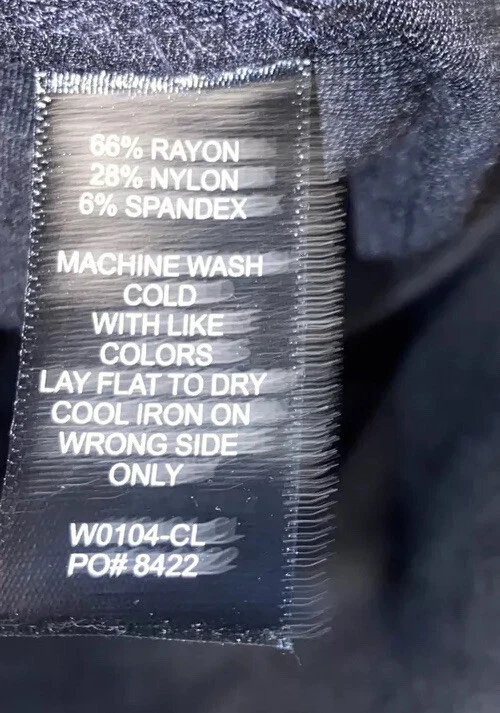 66% RAYON
28% NYLON
6% SPANDEX
MACHINE WASH
COLD
WITH LIKE
COLORS
LAY FLAT TO DRY
COOL IRON ON
WRONG SIDE
ONLY
W0104-CL
PO# 8422